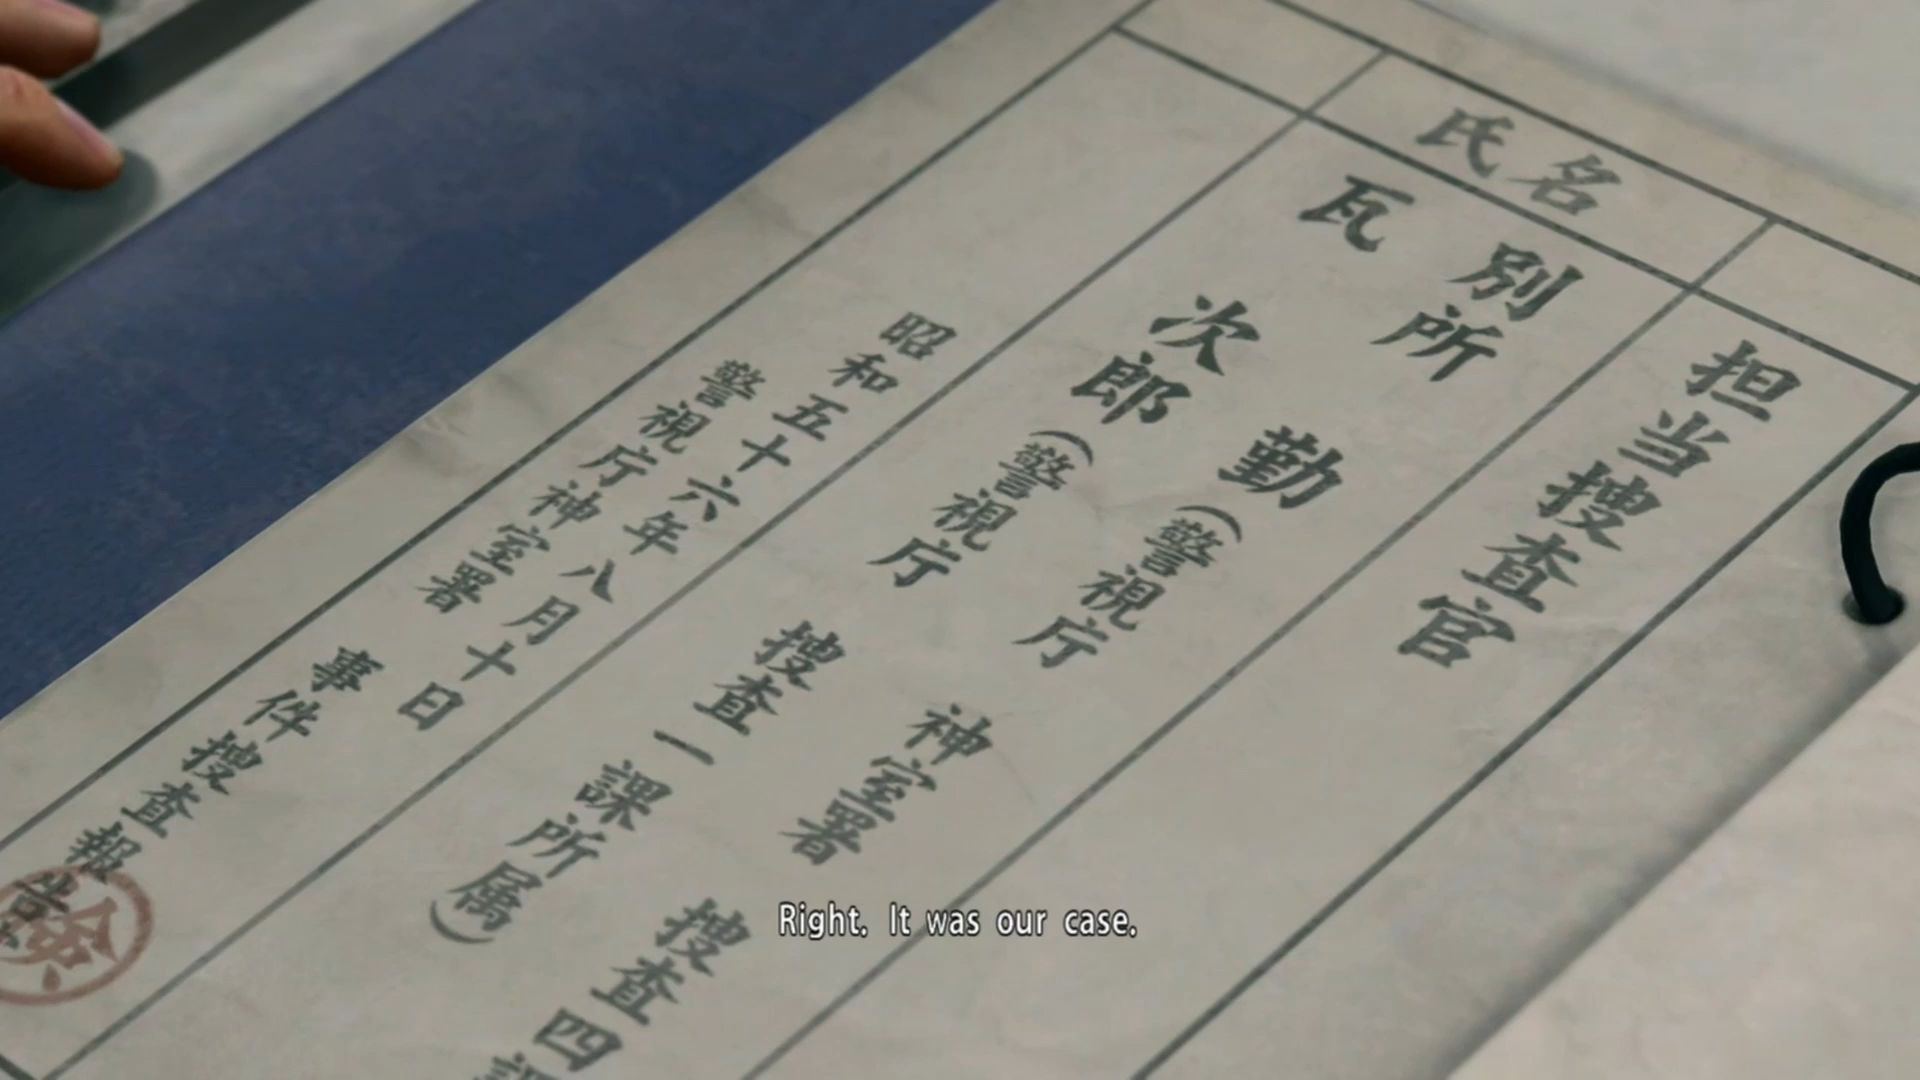 氏名
担当捜査官
別所 勤(警視庁 神室署 捜査四課
瓦 次郎(警視庁 捜査一課所属)
昭和五十六年八月十日
警視庁神室署 事件捜査報告
検
Right. It was our case.